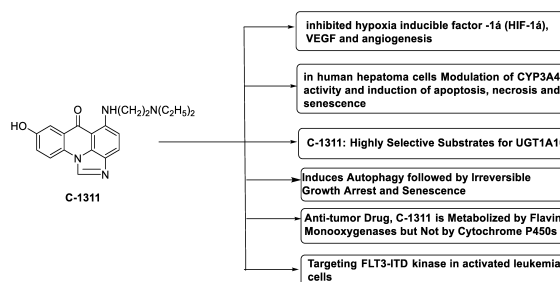 inhibited hypoxia inducible factor -1á (HIF-1á),
VEGF and angiogenesis
in human hepatoma cells Modulation of CYP3A4
activity and induction of apoptosis, necrosis and
senescence
O
NH(CH₂)₂N(C₂H₅)₂
HO
N
N
C-1311
C-1311: Highly Selective Substrates for UGT1A10
Induces Autophagy followed by Irreversible
Growth Arrest and Senescence
Anti-tumor Drug, C-1311 is Metabolized by Flavin
Monooxygenases but Not by Cytochrome P450s
Targeting FLT3-ITD kinase in activated leukemia
cells